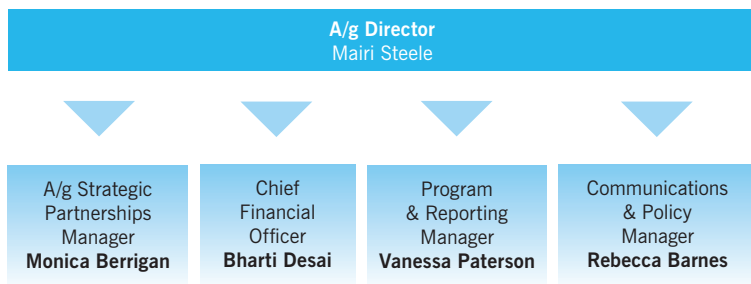 A/g Director
Mairi Steele
A/g Strategic
Partnerships
Manager
Monica Berrigan
Chief
Financial
Officer
Bharti Desai
Program
& Reporting
Manager
Vanessa Paterson
Communications
& Policy
Manager
Rebecca Barnes